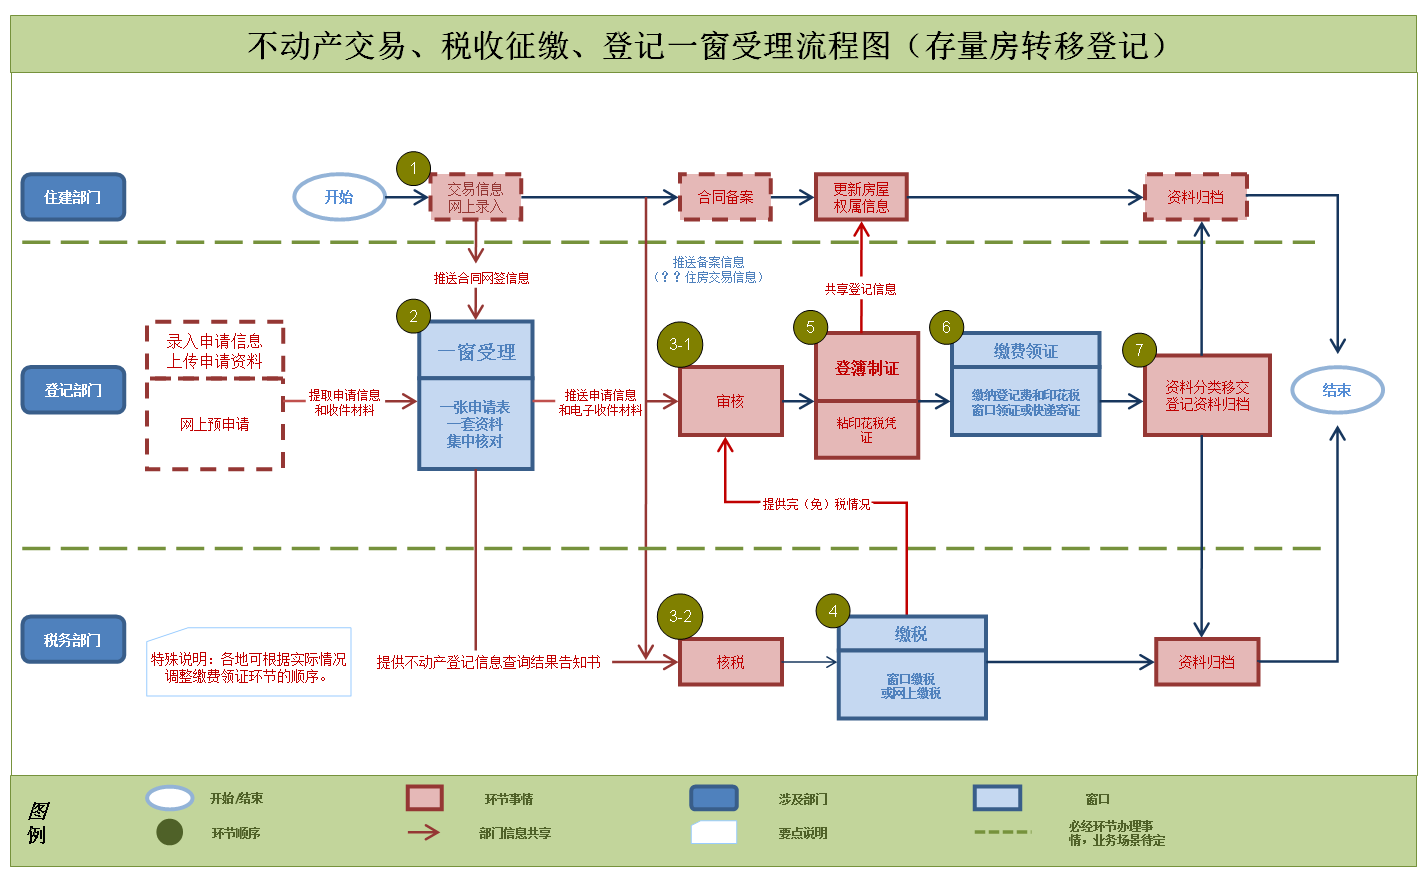 不动产交易、税收征缴、登记一窗受理流程图（存量房转移登记）
住建部门
开始
1
交易信息
网上录入
合同备案
更新房屋
权属信息
资料归档
推送合同网签信息
推送备案信息
（？？住房交易信息）
共享登记信息
登记部门
录入申请信息
上传申请资料
网上预申请
提取申请信息
和收件材料
2
一窗受理
一张申请表
一套资料
集中核对
推送申请信息
和电子收件材料
3-1
审核
5
登簿制证
粘印花税凭
证
6
缴费领证
缴纳登记费和印花税
窗口领证或快递寄证
7
资料分类移交
登记资料归档
结束
提供完（免）税情况
税务部门
特殊说明：各地可根据实际情况
调整缴费领证环节的顺序。
提供不动产登记信息查询结果告知书
3-2
核税
4
缴税
窗口缴税
或网上缴税
资料归档
图
例
开始/结束
环节事情
涉及部门
窗口
环节顺序
部门信息共享
要点说明
必经环节办理事
情，业务场景待定